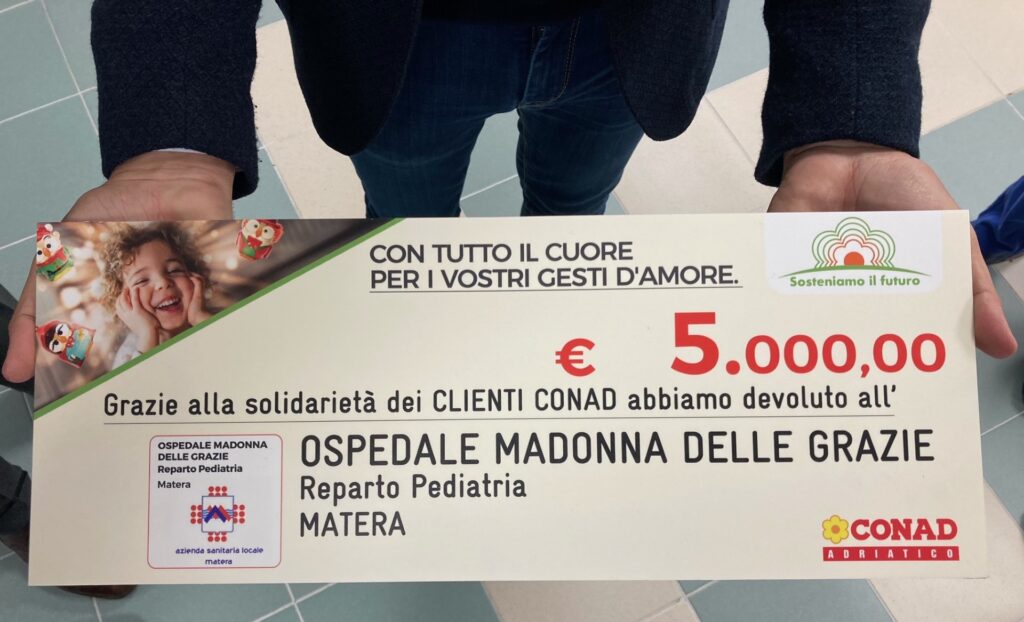 CON TUTTO IL CUORE
PER I VOSTRI GESTI D'AMORE.
Sosteniamo il futuro
€ 5.000,00
Grazie alla solidarietà dei CLIENTI CONAD abbiamo devoluto all'
OSPEDALE MADONNA
DELLE GRAZIE
Reparto Pediatria
Matera
azienda sanitaria locale
matera
OSPEDALE MADONNA DELLE GRAZIE
Reparto Pediatria
MATERA
CONAD
ADRIATICO